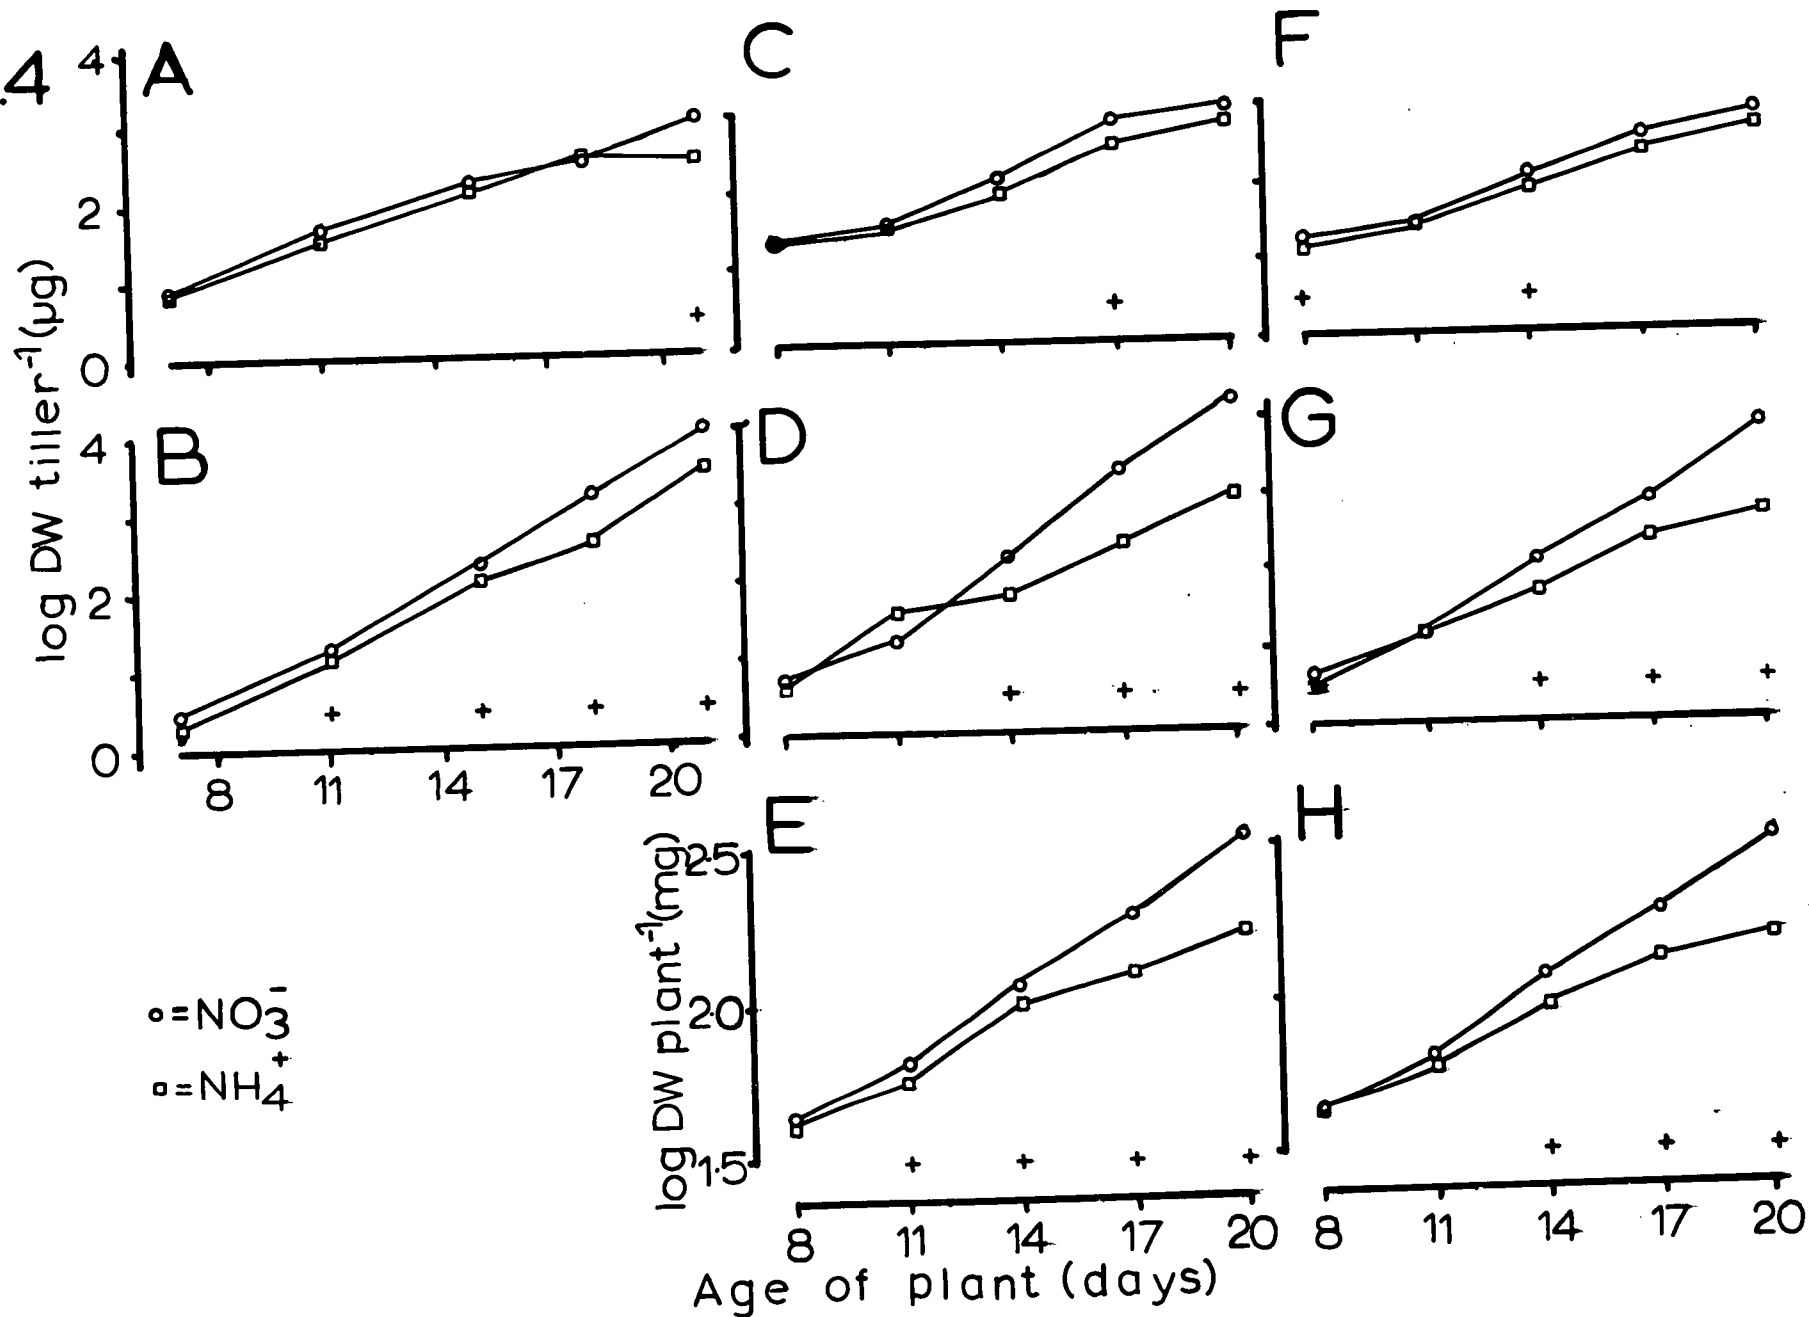 .4
A
C
F
4
2
0
log DW tiller⁻¹(µg)
+
+
+ +
B
D
G
4
2
0
+ + + +
+ + +
+ + +
8 11 14 17 20
E
H
log DW plant⁻¹(mg)
2·5
2·0
1·5
+ + + +
+ + +
o=NO₃⁻
□=NH₄⁺
8 11 14 17 20
8 11 14 17 20
Age of plant (days)